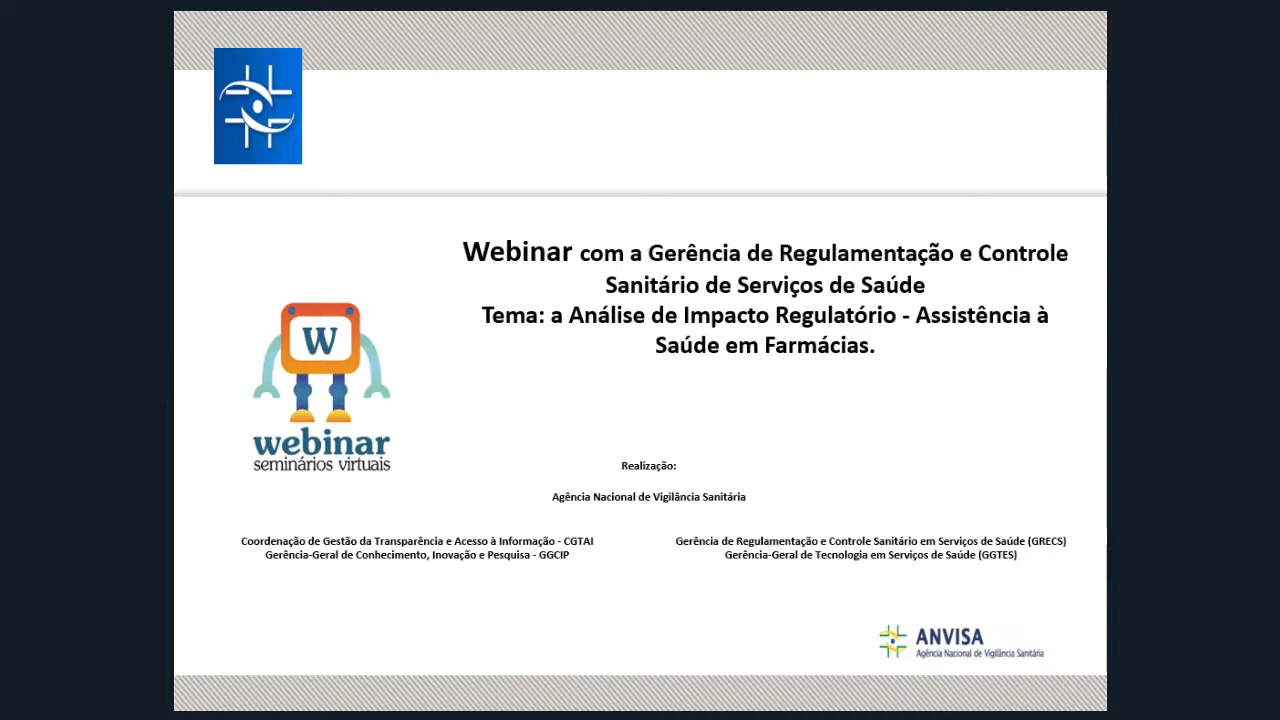 Webinar com a Gerência de Regulamentação e Controle
Sanitário de Serviços de Saúde
Tema: a Análise de Impacto Regulatório - Assistência à
Saúde em Farmácias.
W
webinar
seminários virtuais
Realização:
Agência Nacional de Vigilância Sanitária
Coordenação de Gestão da Transparência e Acesso à Informação - CGTAI
Gerência-Geral de Conhecimento, Inovação e Pesquisa - GGCIP
Gerência de Regulamentação e Controle Sanitário em Serviços de Saúde (GRECS)
Gerência-Geral de Tecnologia em Serviços de Saúde (GGTES)
ANVISA
Agência Nacional de Vigilância Sanitária